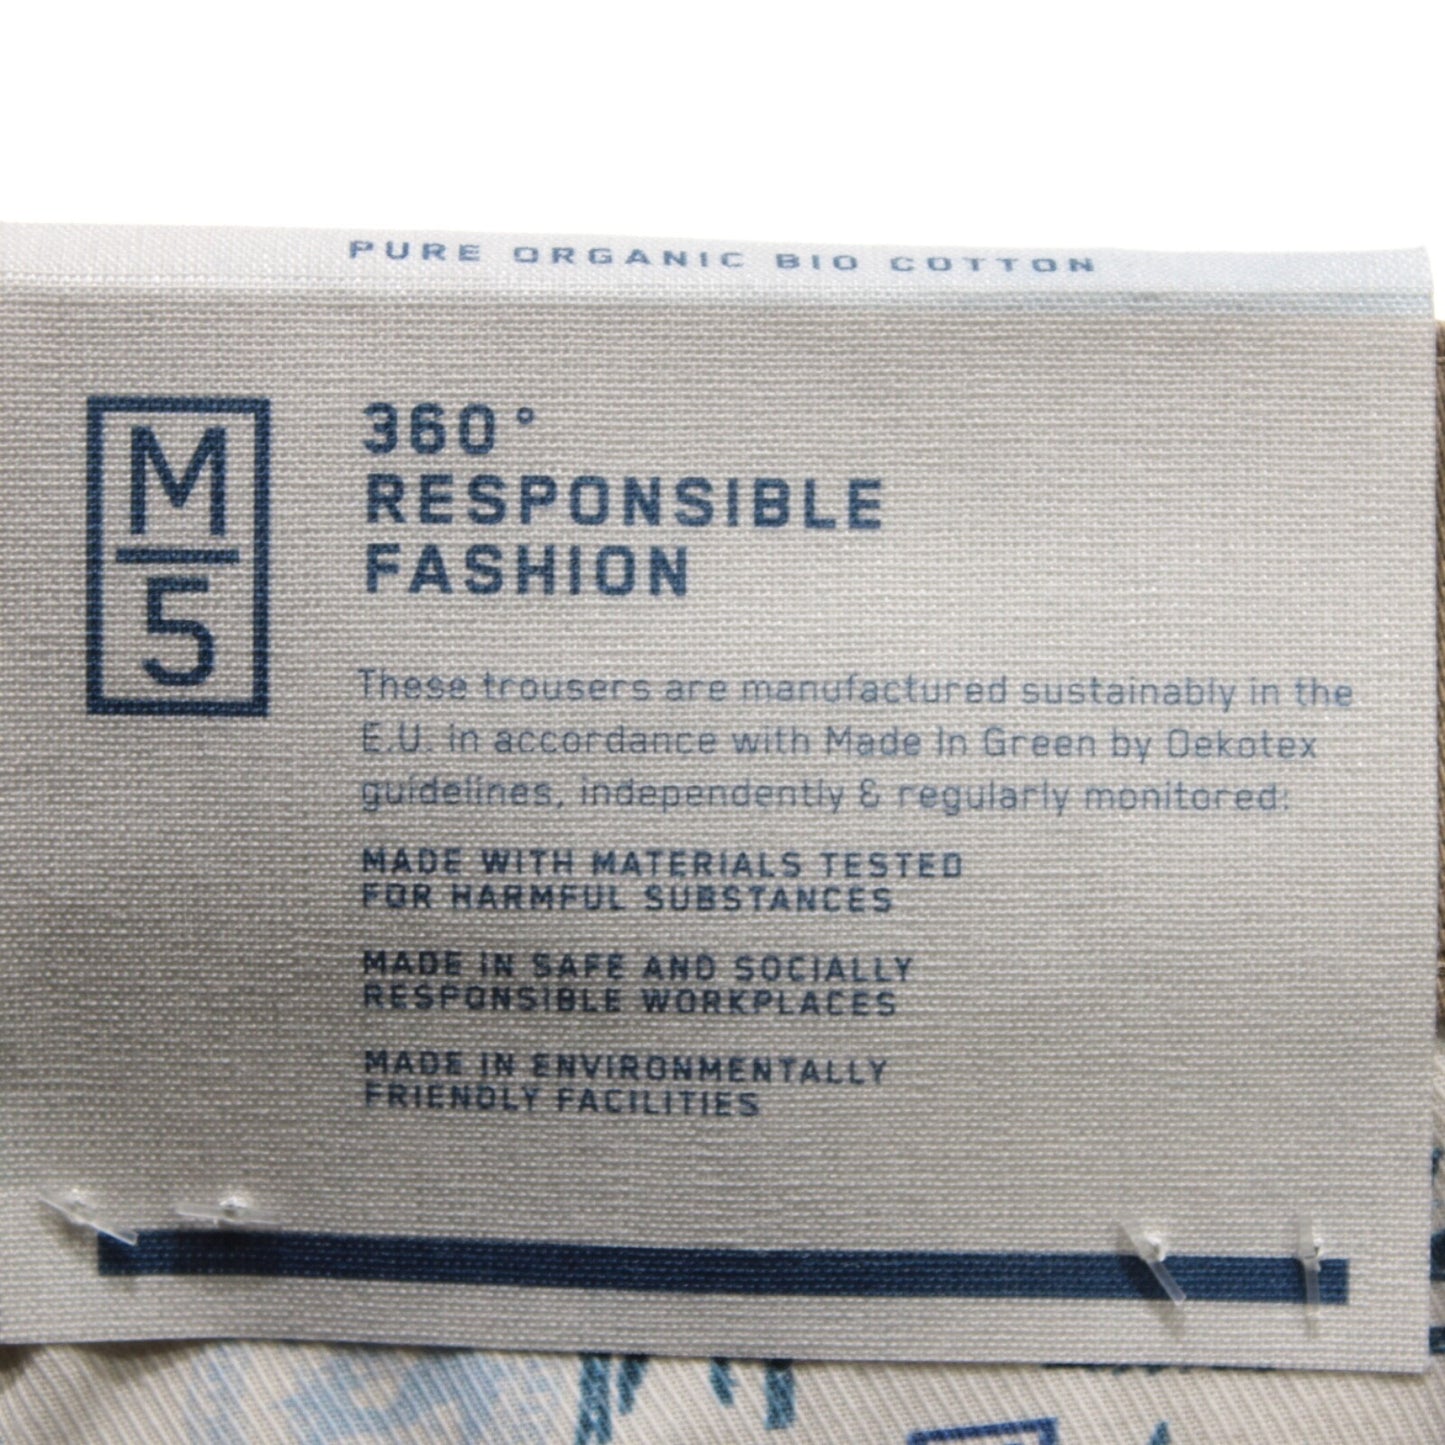 PURE ORGANIC BIO COTTON
M
5
360°
RESPONSIBLE
FASHION
These trousers are manufactured sustainably in the
E.U. in accordance with Made In Green by Oekotex
guidelines, independently & regularly monitored:
MADE WITH MATERIALS TESTED
FOR HARMFUL SUBSTANCES
MADE IN SAFE AND SOCIALLY
RESPONSIBLE WORKPLACES
MADE IN ENVIRONMENTALLY
FRIENDLY FACILITIES